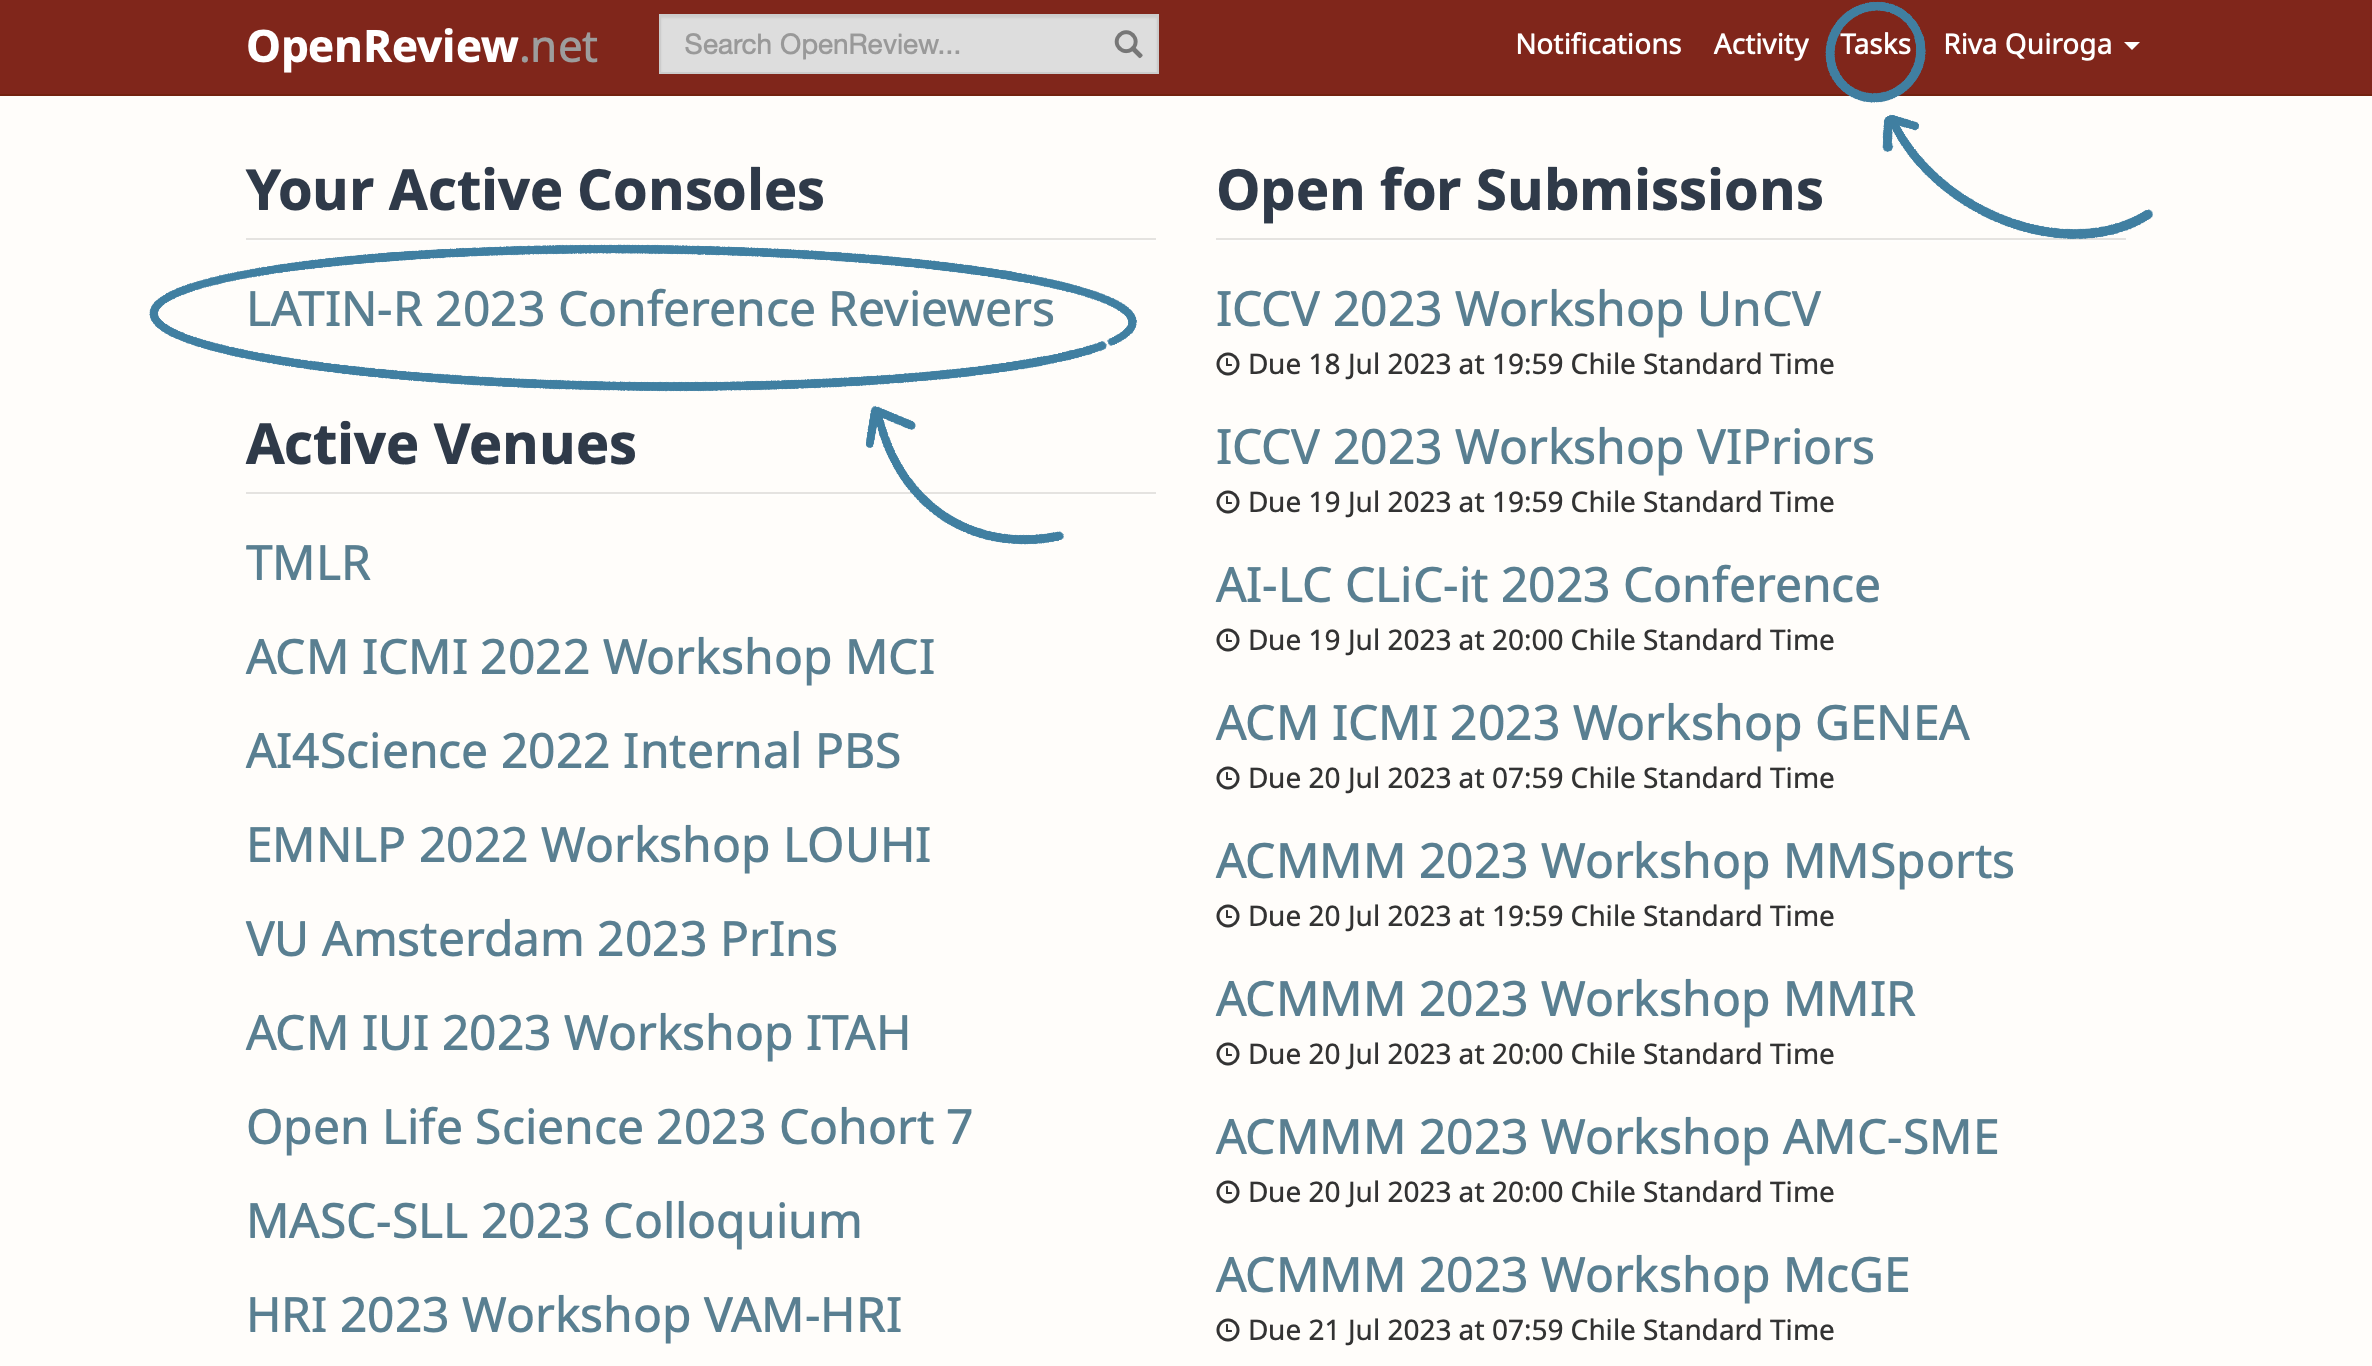 OpenReview.net
Search OpenReview...
Notifications
Activity
Tasks
Riva Quiroga
Your Active Consoles
LATIN-R 2023 Conference Reviewers
Active Venues
TMLR
ACM ICMI 2022 Workshop MCI
AI4Science 2022 Internal PBS
EMNLP 2022 Workshop LOUHI
VU Amsterdam 2023 PrIns
ACM IUI 2023 Workshop ITAH
Open Life Science 2023 Cohort 7
MASC-SLL 2023 Colloquium
HRI 2023 Workshop VAM-HRI
Open for Submissions
ICCV 2023 Workshop UnCV
Due 18 Jul 2023 at 19:59 Chile Standard Time
ICCV 2023 Workshop VIPriors
Due 19 Jul 2023 at 19:59 Chile Standard Time
AI-LC CLiC-it 2023 Conference
Due 19 Jul 2023 at 20:00 Chile Standard Time
ACM ICMI 2023 Workshop GENEA
Due 20 Jul 2023 at 07:59 Chile Standard Time
ACMMM 2023 Workshop MMSports
Due 20 Jul 2023 at 19:59 Chile Standard Time
ACMMM 2023 Workshop MMIR
Due 20 Jul 2023 at 20:00 Chile Standard Time
ACMMM 2023 Workshop AMC-SME
Due 20 Jul 2023 at 20:00 Chile Standard Time
ACMMM 2023 Workshop McGE
Due 21 Jul 2023 at 07:59 Chile Standard Time